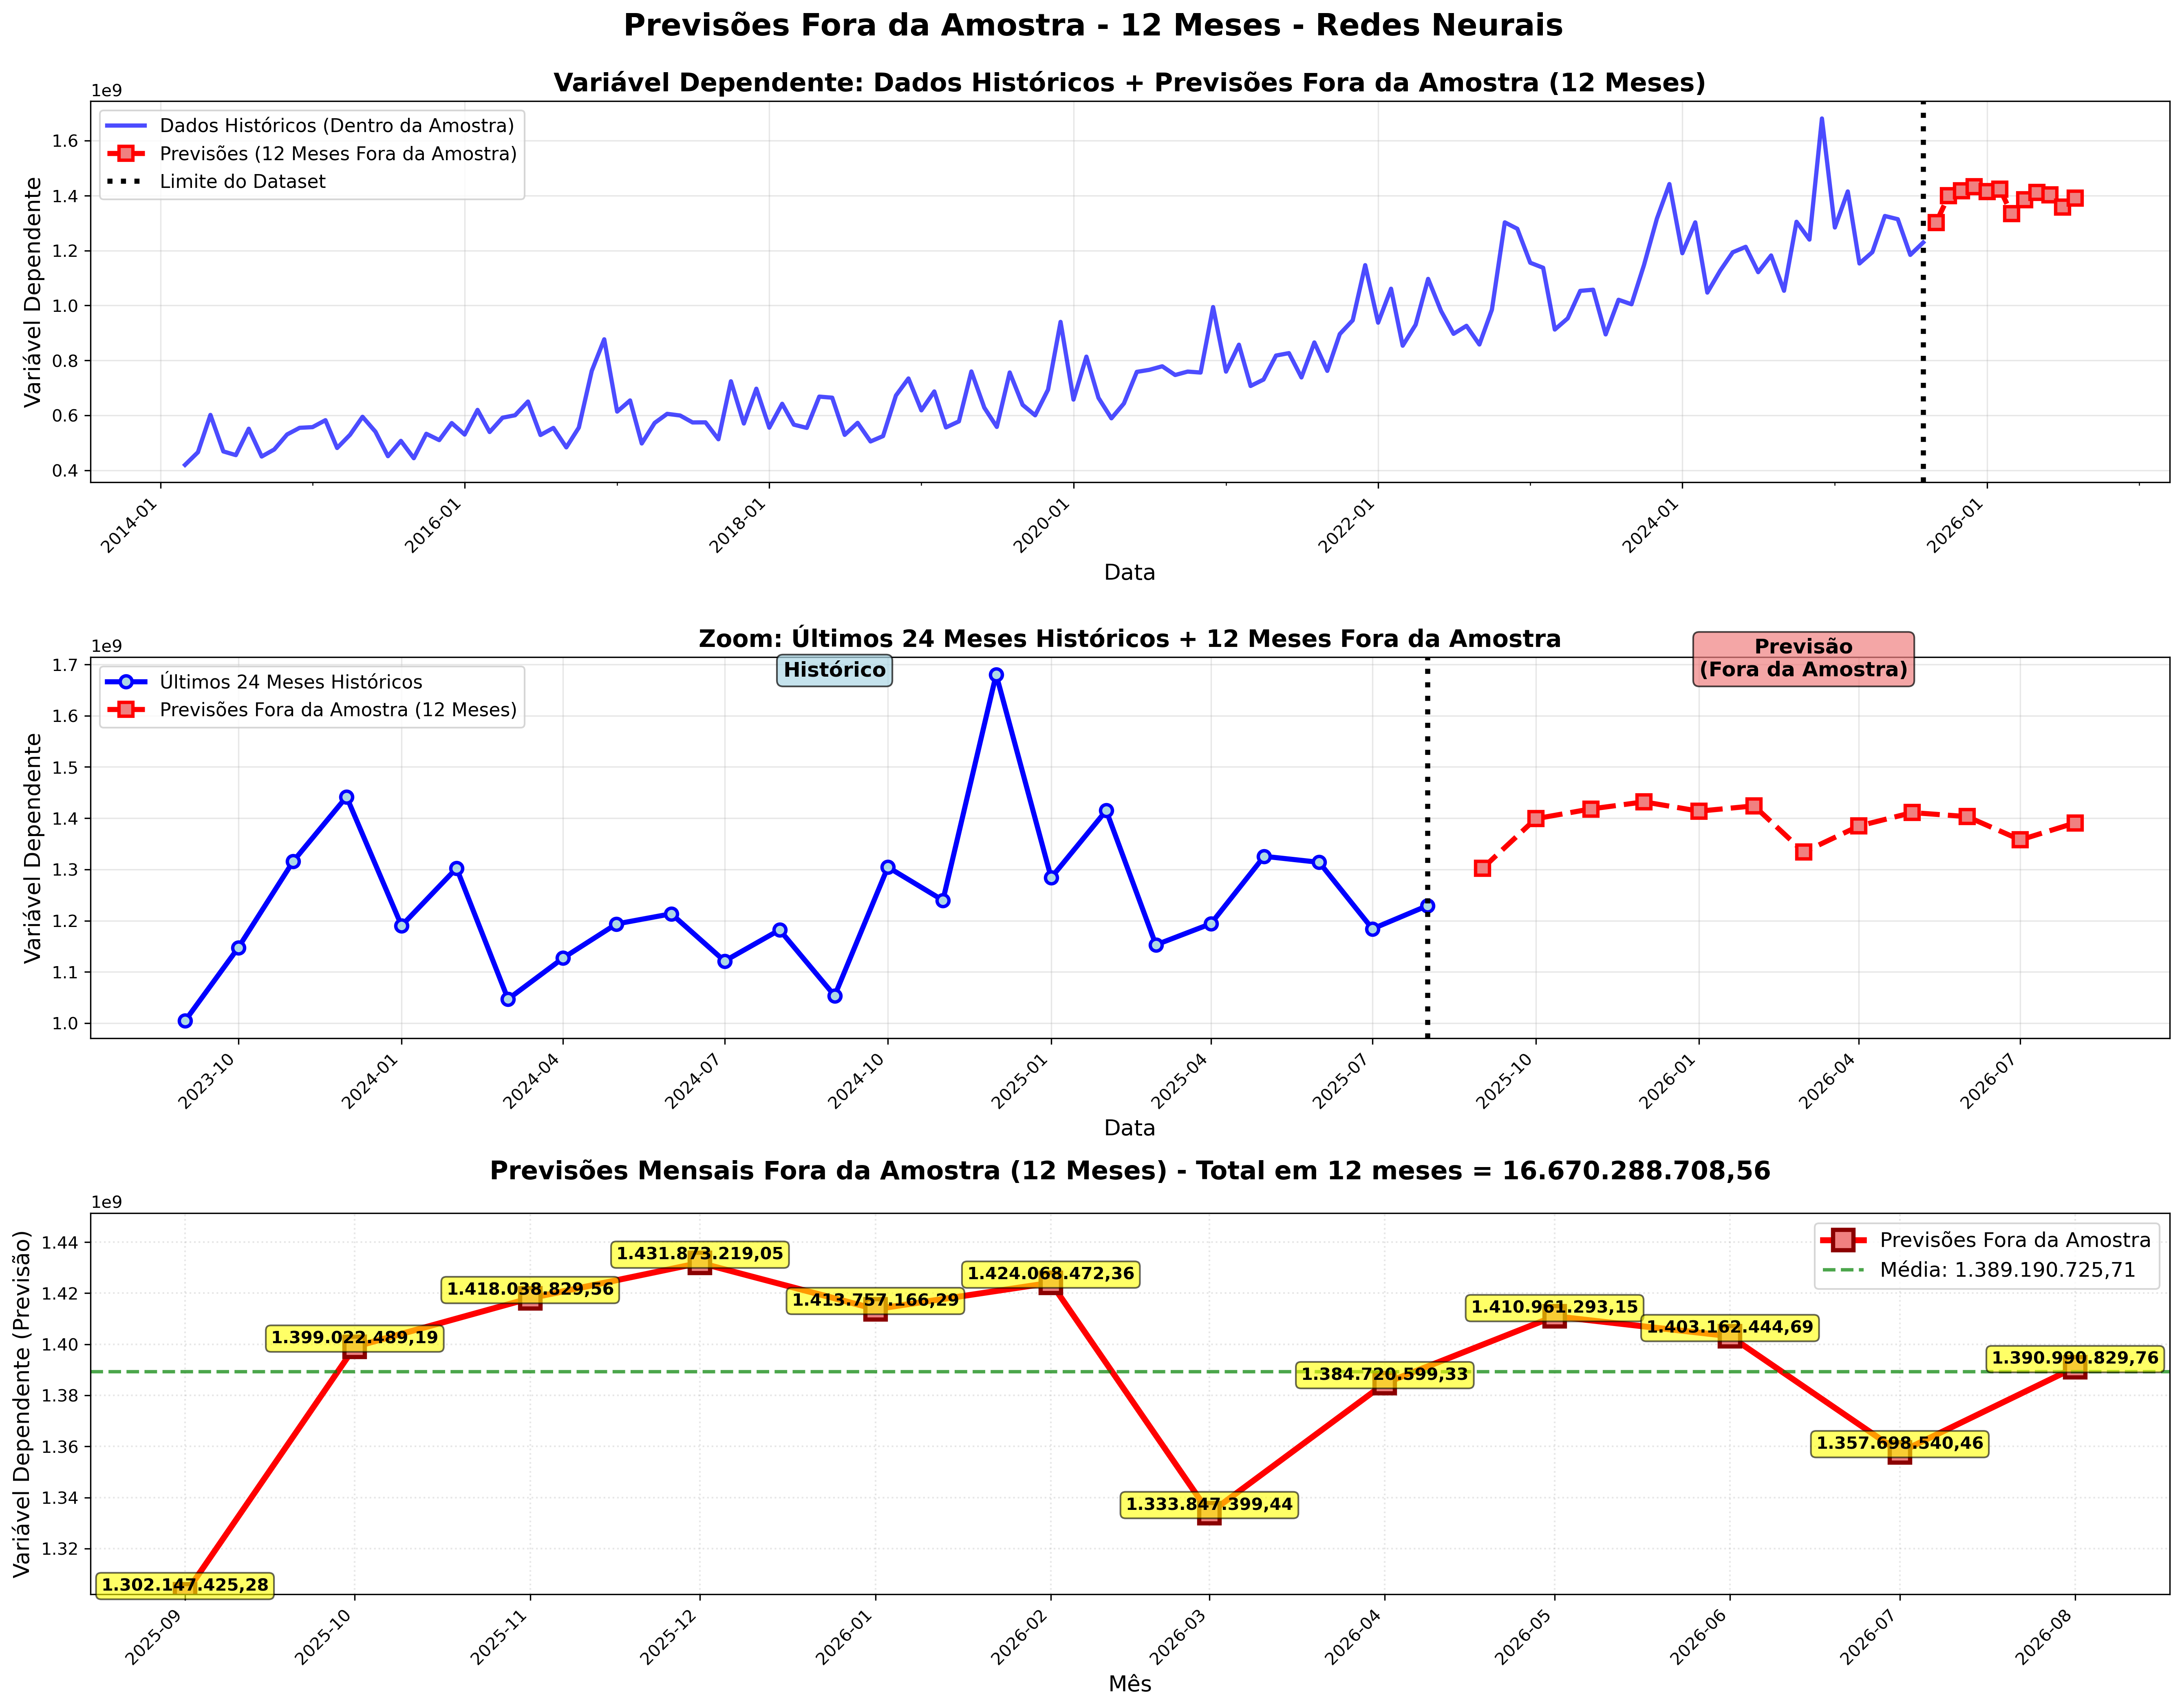 Previsões Fora da Amostra - 12 Meses - Redes Neurais
Variável Dependente: Dados Históricos + Previsões Fora da Amostra (12 Meses)
1e9
Dados Históricos (Dentro da Amostra)
Previsões (12 Meses Fora da Amostra)
Limite do Dataset
Variável Dependente
1.6
1.4
1.2
1.0
0.8
0.6
0.4
2014-01
2016-01
2018-01
2020-01
2022-01
2024-01
2026-01
Data
Zoom: Últimos 24 Meses Históricos + 12 Meses Fora da Amostra
1e9
Últimos 24 Meses Históricos
Previsões Fora da Amostra (12 Meses)
Histórico
Previsão
(Fora da Amostra)
Variável Dependente
1.7
1.6
1.5
1.4
1.3
1.2
1.1
1.0
2023-10
2024-01
2024-04
2024-07
2024-10
2025-01
2025-04
2025-07
2025-10
2026-01
2026-04
2026-07
Data
Previsões Mensais Fora da Amostra (12 Meses) - Total em 12 meses = 16.670.288.708,56
1e9
Previsões Fora da Amostra
Média: 1.389.190.725,71
Variável Dependente (Previsão)
1.44
1.42
1.40
1.38
1.36
1.34
1.32
1.302.147.425,28
1.399.022.489,19
1.418.038.829,56
1.431.873.219,05
1.413.757.166,29
1.424.068.472,36
1.333.847.399,44
1.384.720.599,33
1.410.961.293,15
1.403.162.444,69
1.357.698.540,46
1.390.990.829,76
2025-09
2025-10
2025-11
2025-12
2026-01
2026-02
2026-03
2026-04
2026-05
2026-06
2026-07
2026-08
Mês